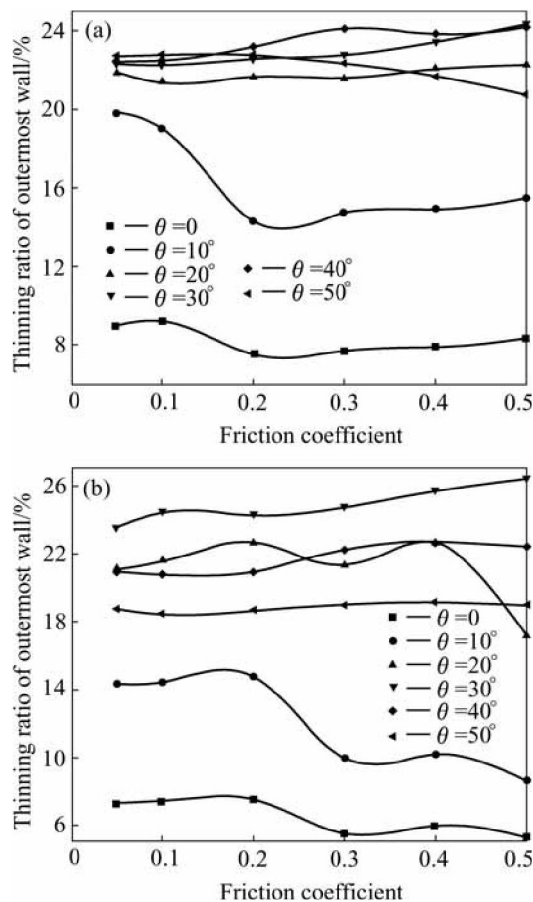 (a)
Thinning ratio of outermost wall/%
24
20
16
12
8
θ =0
θ =10°
θ =20°
θ =30°
θ =40°
θ =50°
0 0.1 0.2 0.3 0.4 0.5
Friction coefficient
(b)
Thinning ratio of outermost wall/%
26
22
18
14
10
6
θ =0
θ =10°
θ =20°
θ =30°
θ =40°
θ =50°
0 0.1 0.2 0.3 0.4 0.5
Friction coefficient